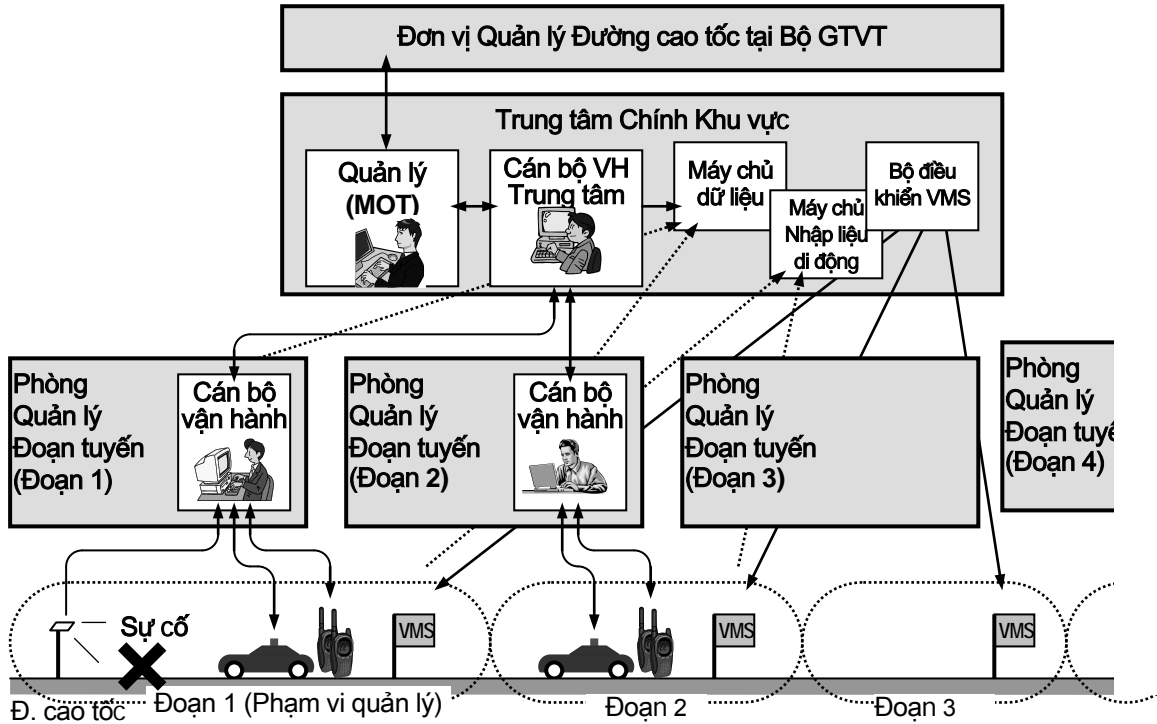 Đơn vị Quản lý Đường cao tốc tại Bộ GTVT
Trung tâm Chính Khu vực
Quản lý
(MOT)
Cán bộ VH
Trung tâm
Máy chủ
dữ liệu
Máy chủ
Nhập liệu
di động
Bộ điều
khiển VMS
Phòng
Quản lý
Đoạn tuyến
(Đoạn 1)
Cán bộ
vận hành
Phòng
Quản lý
Đoạn tuyến
(Đoạn 2)
Cán bộ
vận hành
Phòng
Quản lý
Đoạn tuyến
(Đoạn 3)
Phòng
Quản lý
Đoạn tuyế
(Đoạn 4)
Sự cố
VMS
VMS
VMS
Đ. cao tốc
Đoạn 1 (Phạm vi quản lý)
Đoạn 2
Đoạn 3